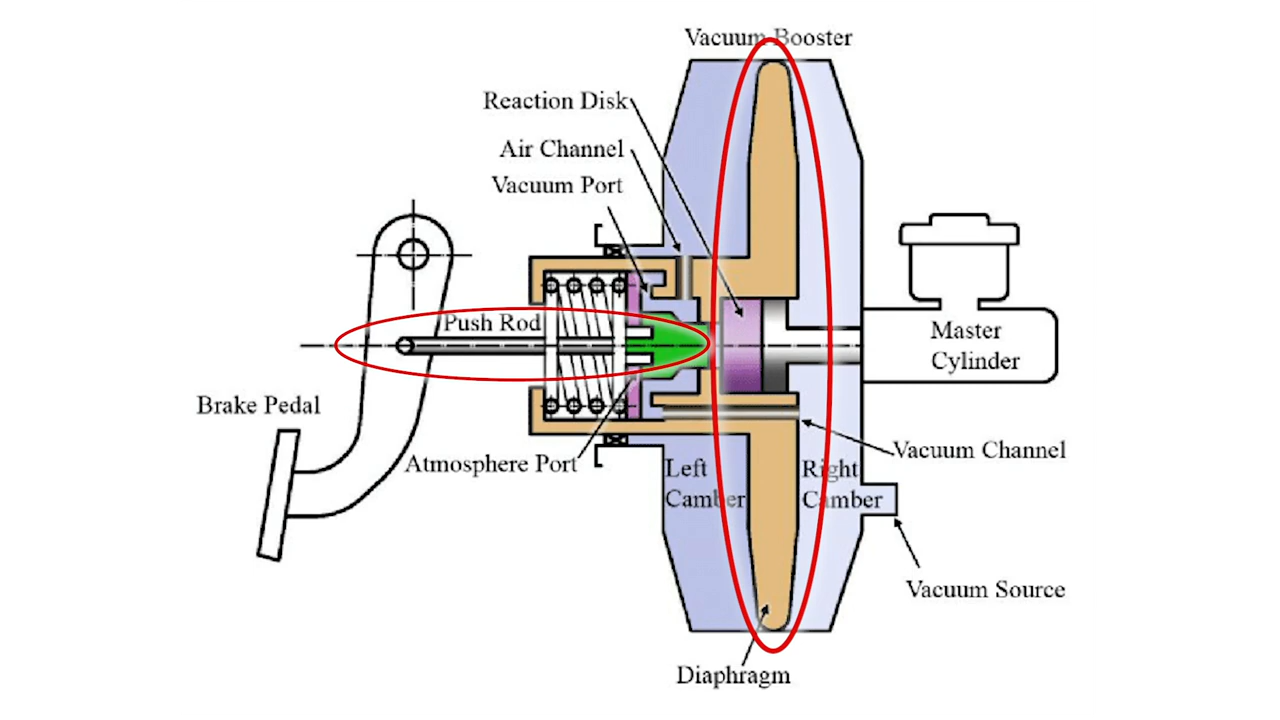 Vacuum Booster
Reaction Disk
Air Channel
Vacuum Port
Push Rod
Master
Cylinder
Brake Pedal
Atmosphere Port
Left
Camber
Right
Camber
Vacuum Channel
Vacuum Source
Diaphragm